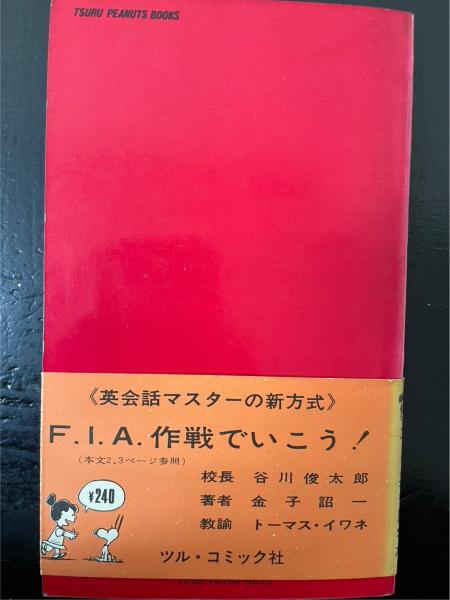 TSURU PEANUTS BOOKS
《英会話マスターの新方式》
F.I.A.作戦でいこう!
(本文2,3ページ参照)
校長 谷川俊太郎
著者 金子詔一
教諭 トーマス・イワネ
¥240
ツル・コミック社